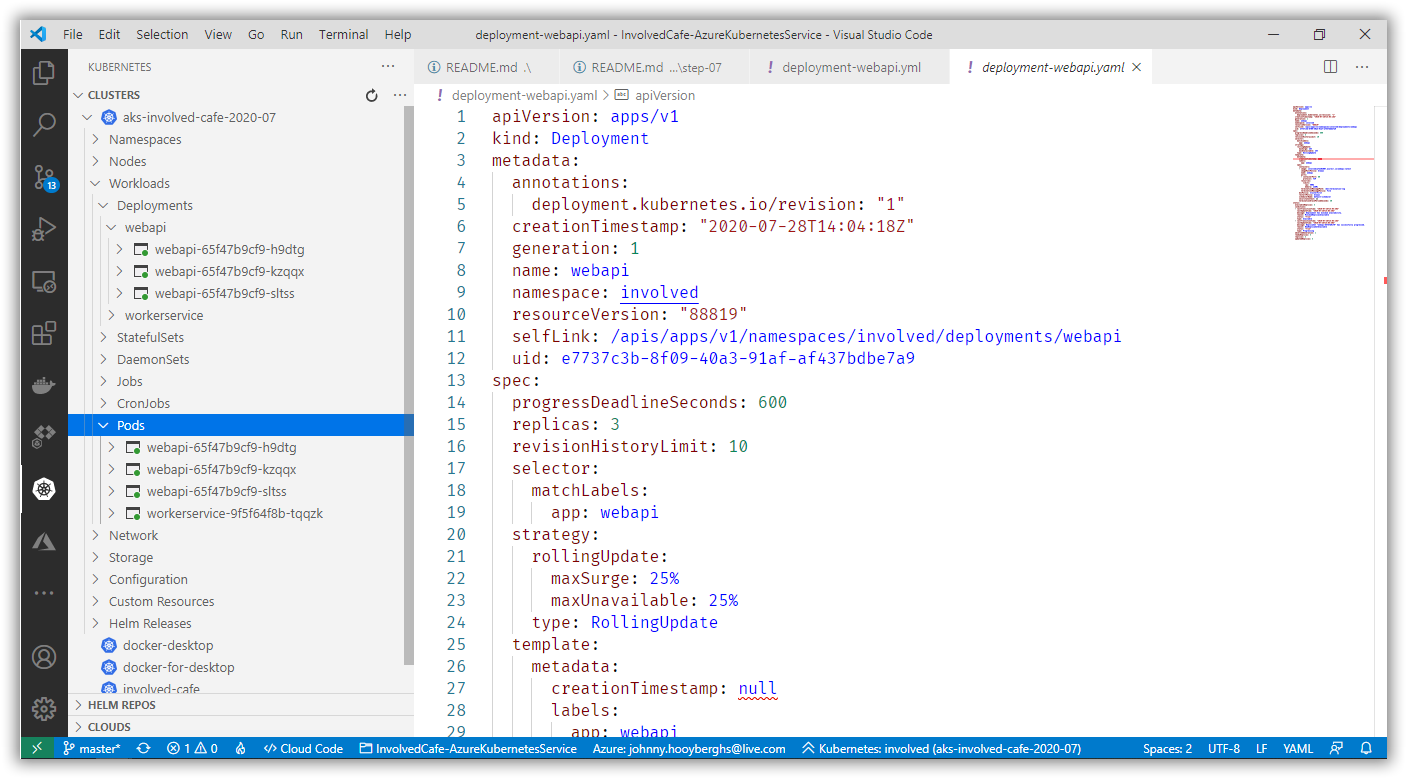 File Edit Selection View Go Run Terminal Help deployment-webapi.yaml - InvolvedCafe-AzureKubernetesService - Visual Studio Code
KUBERNETES ...
README.md .\ README.md ...\step-07 ! deployment-webapi.yml ! deployment-webapi.yaml
! deployment-webapi.yaml > abc apiVersion
13
CLUSTERS ...
aks-involved-cafe-2020-07
Namespaces
Nodes
Workloads
Deployments
webapi
webapi-65f47b9cf9-h9dtg
webapi-65f47b9cf9-kzqqx
webapi-65f47b9cf9-sltss
workerservice
StatefulSets
DaemonSets
Jobs
CronJobs
Pods
webapi-65f47b9cf9-h9dtg
webapi-65f47b9cf9-kzqqx
webapi-65f47b9cf9-sltss
workerservice-9f5f64f8b-tqqzk
Network
Storage
Configuration
Custom Resources
Helm Releases
docker-desktop
docker-for-desktop
involved-cafe
HELM REPOS
CLOUDS
1 apiVersion: apps/v1
2 kind: Deployment
3 metadata:
4 annotations:
5 deployment.kubernetes.io/revision: "1"
6 creationTimestamp: "2020-07-28T14:04:18Z"
7 generation: 1
8 name: webapi
9 namespace: involved
10 resourceVersion: "88819"
11 selfLink: /apis/apps/v1/namespaces/involved/deployments/webapi
12 uid: e7737c3b-8f09-40a3-91af-af437bdbe7a9
13 spec:
14 progressDeadlineSeconds: 600
15 replicas: 3
16 revisionHistoryLimit: 10
17 selector:
18 matchLabels:
19 app: webapi
20 strategy:
21 rollingUpdate:
22 maxSurge: 25%
23 maxUnavailable: 25%
24 type: RollingUpdate
25 template:
26 metadata:
27 creationTimestamp: null
28 labels:
29 app: webapi
master* 1 0 Cloud Code InvolvedCafe-AzureKubernetesService Azure: johnny.hooyberghs@live.com Kubernetes: involved (aks-involved-cafe-2020-07) Spaces: 2 UTF-8 LF YAML